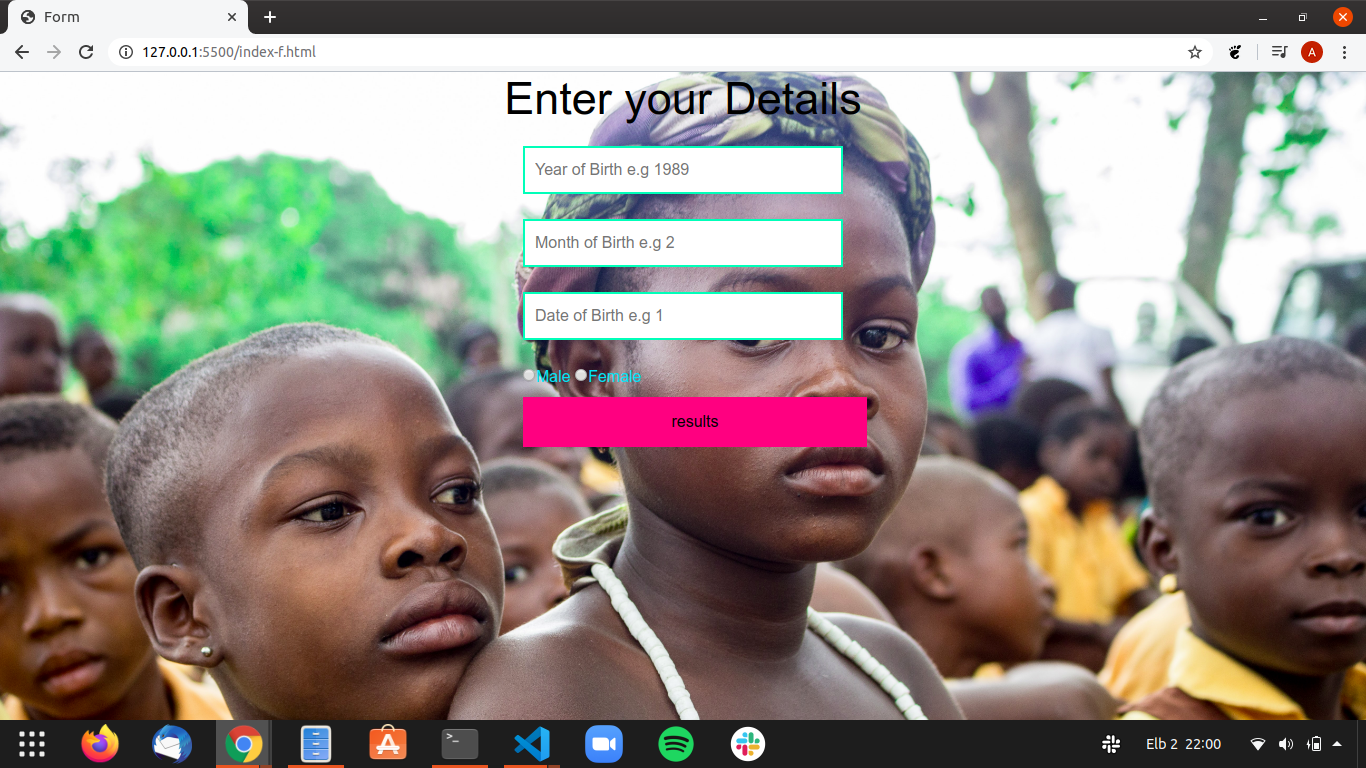 Form
127.0.0.1:5500/index-f.html
A
Enter your Details
Year of Birth e.g 1989
Month of Birth e.g 2
Date of Birth e.g 1
Male Female
results
Elb 2 22:00